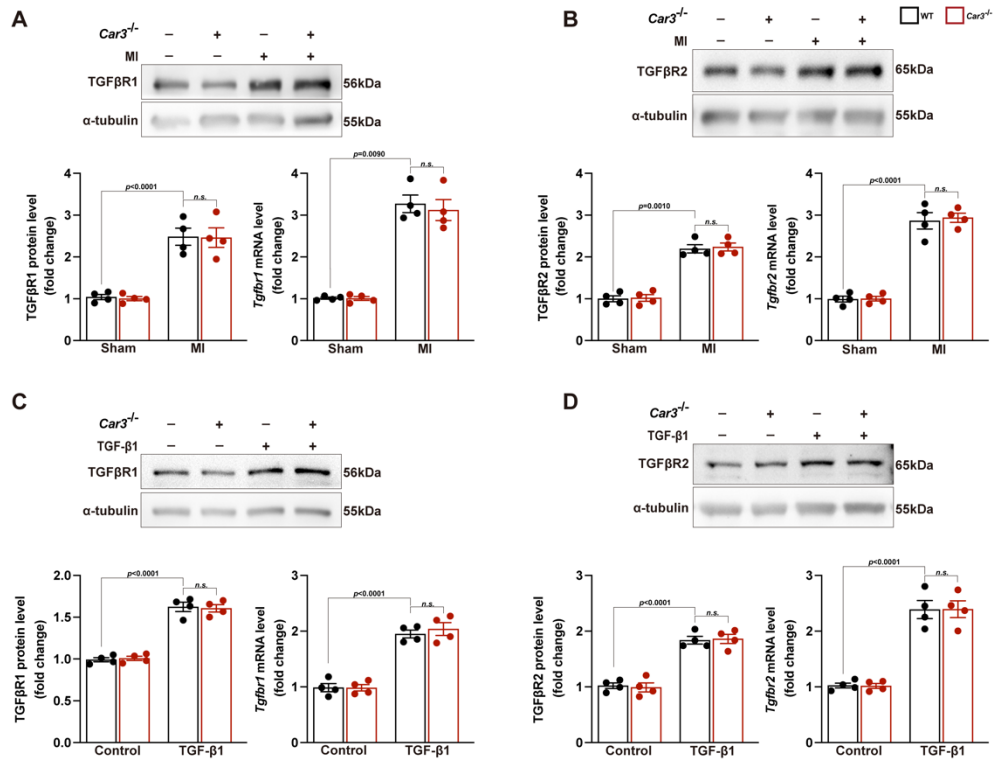 A
Car3-/- – + – +
MI – – + +
TGFβR1 56kDa
α-tubulin 55kDa
TGFβR1 protein level
(fold change)
4
3
2
1
0
p<0.0001
n.s.
Sham MI
Tgfbr1 mRNA level
(fold change)
4
3
2
1
0
p=0.0090
n.s.
Sham MI
B
WT Car3-/-
Car3-/- – + – +
MI – – + +
TGFβR2 65kDa
α-tubulin 55kDa
TGFβR2 protein level
(fold change)
4
3
2
1
0
p=0.0010
n.s.
Sham MI
Tgfbr2 mRNA level
(fold change)
4
3
2
1
0
p<0.0001
n.s.
Sham MI
C
Car3-/- – + – +
TGF-β1 – – + +
TGFβR1 56kDa
α-tubulin 55kDa
TGFβR1 protein level
(fold change)
2.0
1.5
1.0
0.5
0.0
p<0.0001
n.s.
Control TGF-β1
Tgfbr1 mRNA level
(fold change)
3
2
1
0
p<0.0001
n.s.
Control TGF-β1
D
Car3-/- – + – +
TGF-β1 – – + +
TGFβR2 65kDa
α-tubulin 55kDa
TGFβR2 protein level
(fold change)
3
2
1
0
p<0.0001
n.s.
Control TGF-β1
Tgfbr2 mRNA level
(fold change)
3
2
1
0
p<0.0001
n.s.
Control TGF-β1